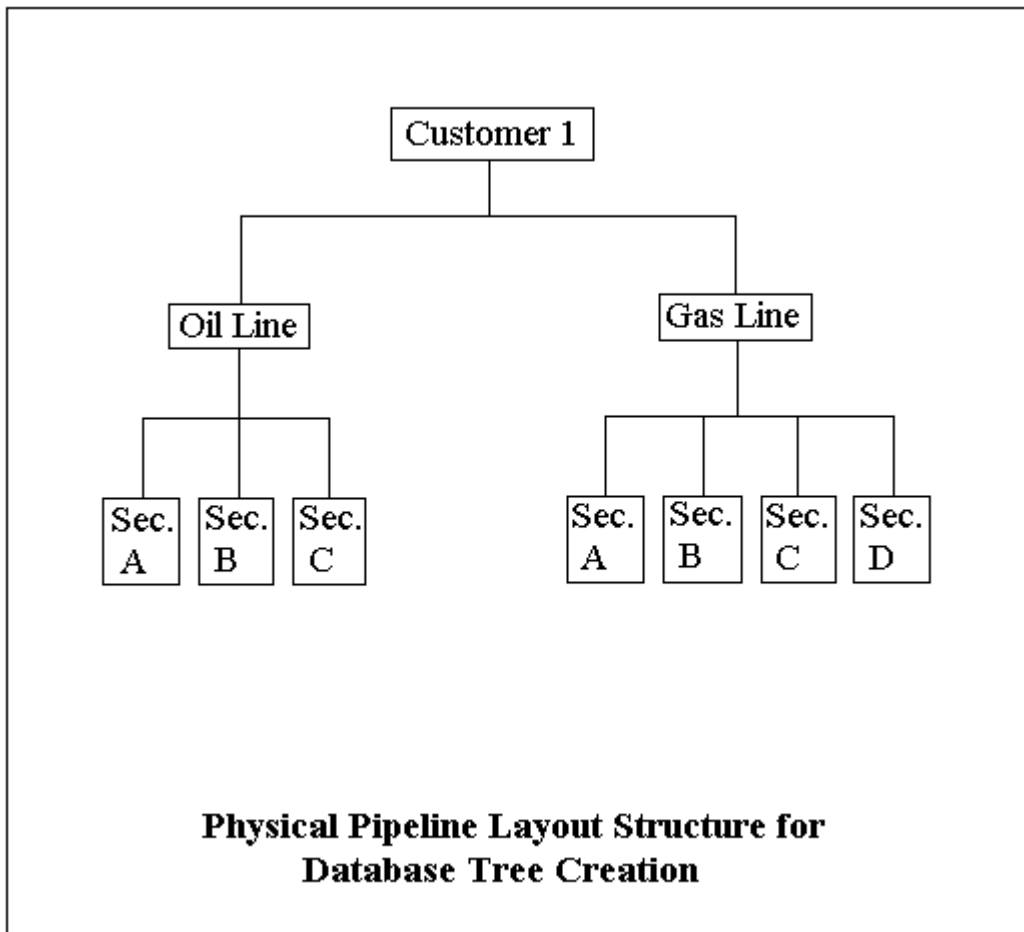 Customer 1
Oil Line
Gas Line
Sec.
A
Sec.
B
Sec.
C
Sec.
A
Sec.
B
Sec.
C
Sec.
D
Physical Pipeline Layout Structure for
Database Tree Creation